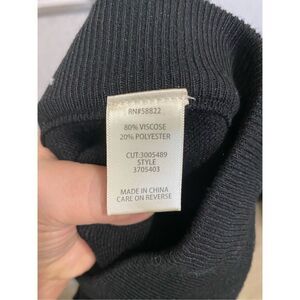 RN#58822
80% VISCOSE
20% POLYESTER
CUT:3005489
STYLE
3705403
MADE IN CHINA
CARE ON REVERSE